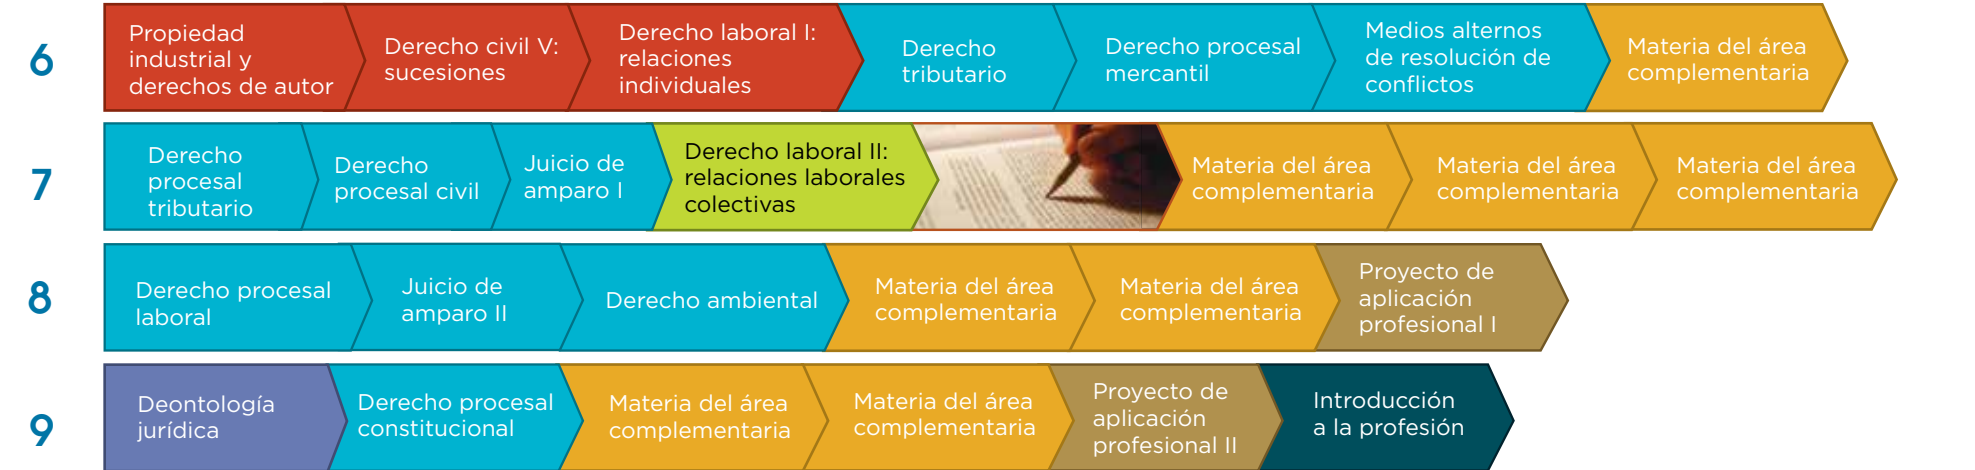 6
Propiedad
industrial y
derechos de autor
Derecho civil V:
sucesiones
Derecho laboral I:
relaciones
individuales
Derecho
tributario
Derecho procesal
mercantil
Medios alternos
de resolución de
conflictos
Materia del área
complementaria
7
Derecho
procesal
tributario
Derecho
procesal civil
Juicio de
amparo I
Derecho laboral II:
relaciones laborales
colectivas
Materia del área
complementaria
Materia del área
complementaria
Materia del área
complementaria
8
Derecho procesal
laboral
Juicio de
amparo II
Derecho ambiental
Materia del área
complementaria
Materia del área
complementaria
Proyecto de
aplicación
profesional I
9
Deontología
jurídica
Derecho procesal
constitucional
Materia del área
complementaria
Materia del área
complementaria
Proyecto de
aplicación
profesional II
Introducción
a la profesión